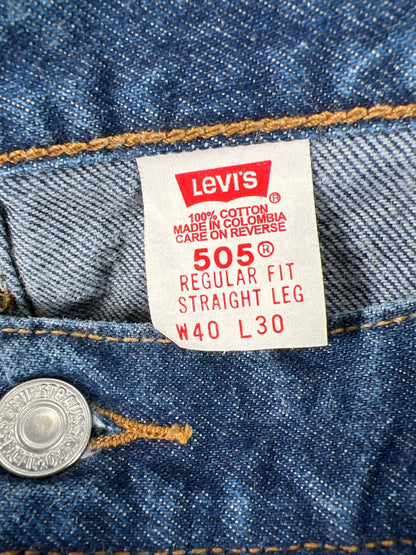 LEVI'S ®
100% COTTON
MADE IN COLOMBIA
CARE ON REVERSE
505®
REGULAR FIT
STRAIGHT LEG
W40 L30